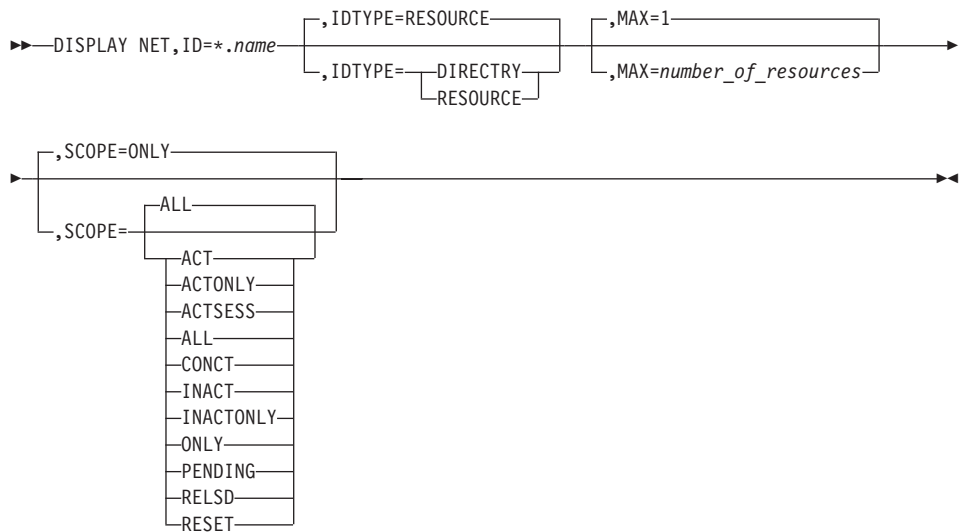 ,IDTYPE=RESOURCE ,MAX=1
DISPLAY NET,ID=*.name
,IDTYPE= DIRECTRY ,MAX=number_of_resources
RESOURCE
,SCOPE=ONLY
ALL
,SCOPE=
ACT
ACTONLY
ACTSESS
ALL
CONCT
INACT
INACTONLY
ONLY
PENDING
RELSD
RESET